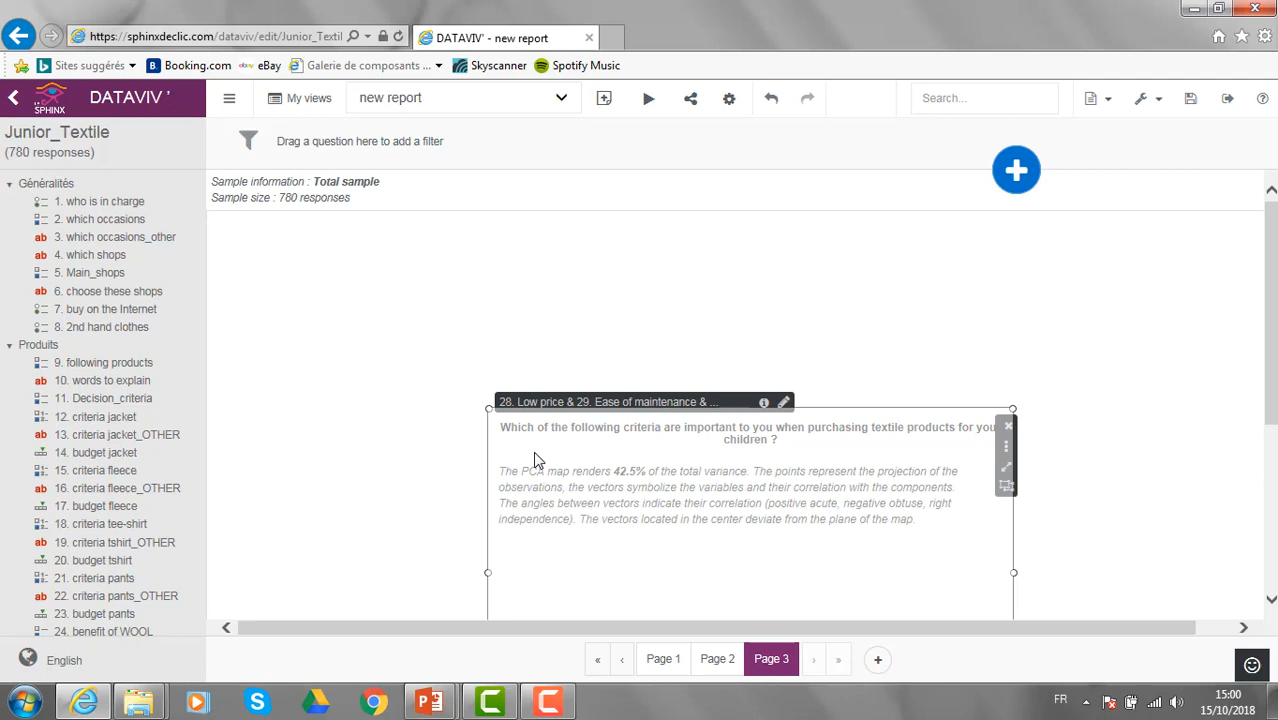 https://sphinxdeclic.com/dataviv/edit/Junior_Textil
DATAVIV' - new report
Sites suggérés
Booking.com
eBay
Galerie de composants ...
Skyscanner
Spotify Music
SPHINX
DATAVIV '
My views
new report
Search...
Junior_Textile
(780 responses)
Drag a question here to add a filter
Sample information : Total sample
Sample size : 780 responses
Généralités
1. who is in charge
2. which occasions
ab 3. which occasions_other
ab 4. which shops
5. Main_shops
ab 6. choose these shops
7. buy on the Internet
8. 2nd hand clothes
Produits
9. following products
ab 10. words to explain
11. Decision_criteria
12. criteria jacket
ab 13. criteria jacket_OTHER
14. budget jacket
15. criteria fleece
ab 16. criteria fleece_OTHER
17. budget fleece
18. criteria tee-shirt
ab 19. criteria tshirt_OTHER
20. budget tshirt
21. criteria pants
ab 22. criteria pants_OTHER
23. budget pants
24. benefit of WOOL
28. Low price & 29. Ease of maintenance & ...
Which of the following criteria are important to you when purchasing textile products for you
children ?
The PCA map renders 42.5% of the total variance. The points represent the projection of the
observations, the vectors symbolize the variables and their correlation with the components.
The angles between vectors indicate their correlation (positive acute, negative obtuse, right
independence). The vectors located in the center deviate from the plane of the map.
English
« ‹ Page 1 Page 2 Page 3 › »
FR
15:00
15/10/2018